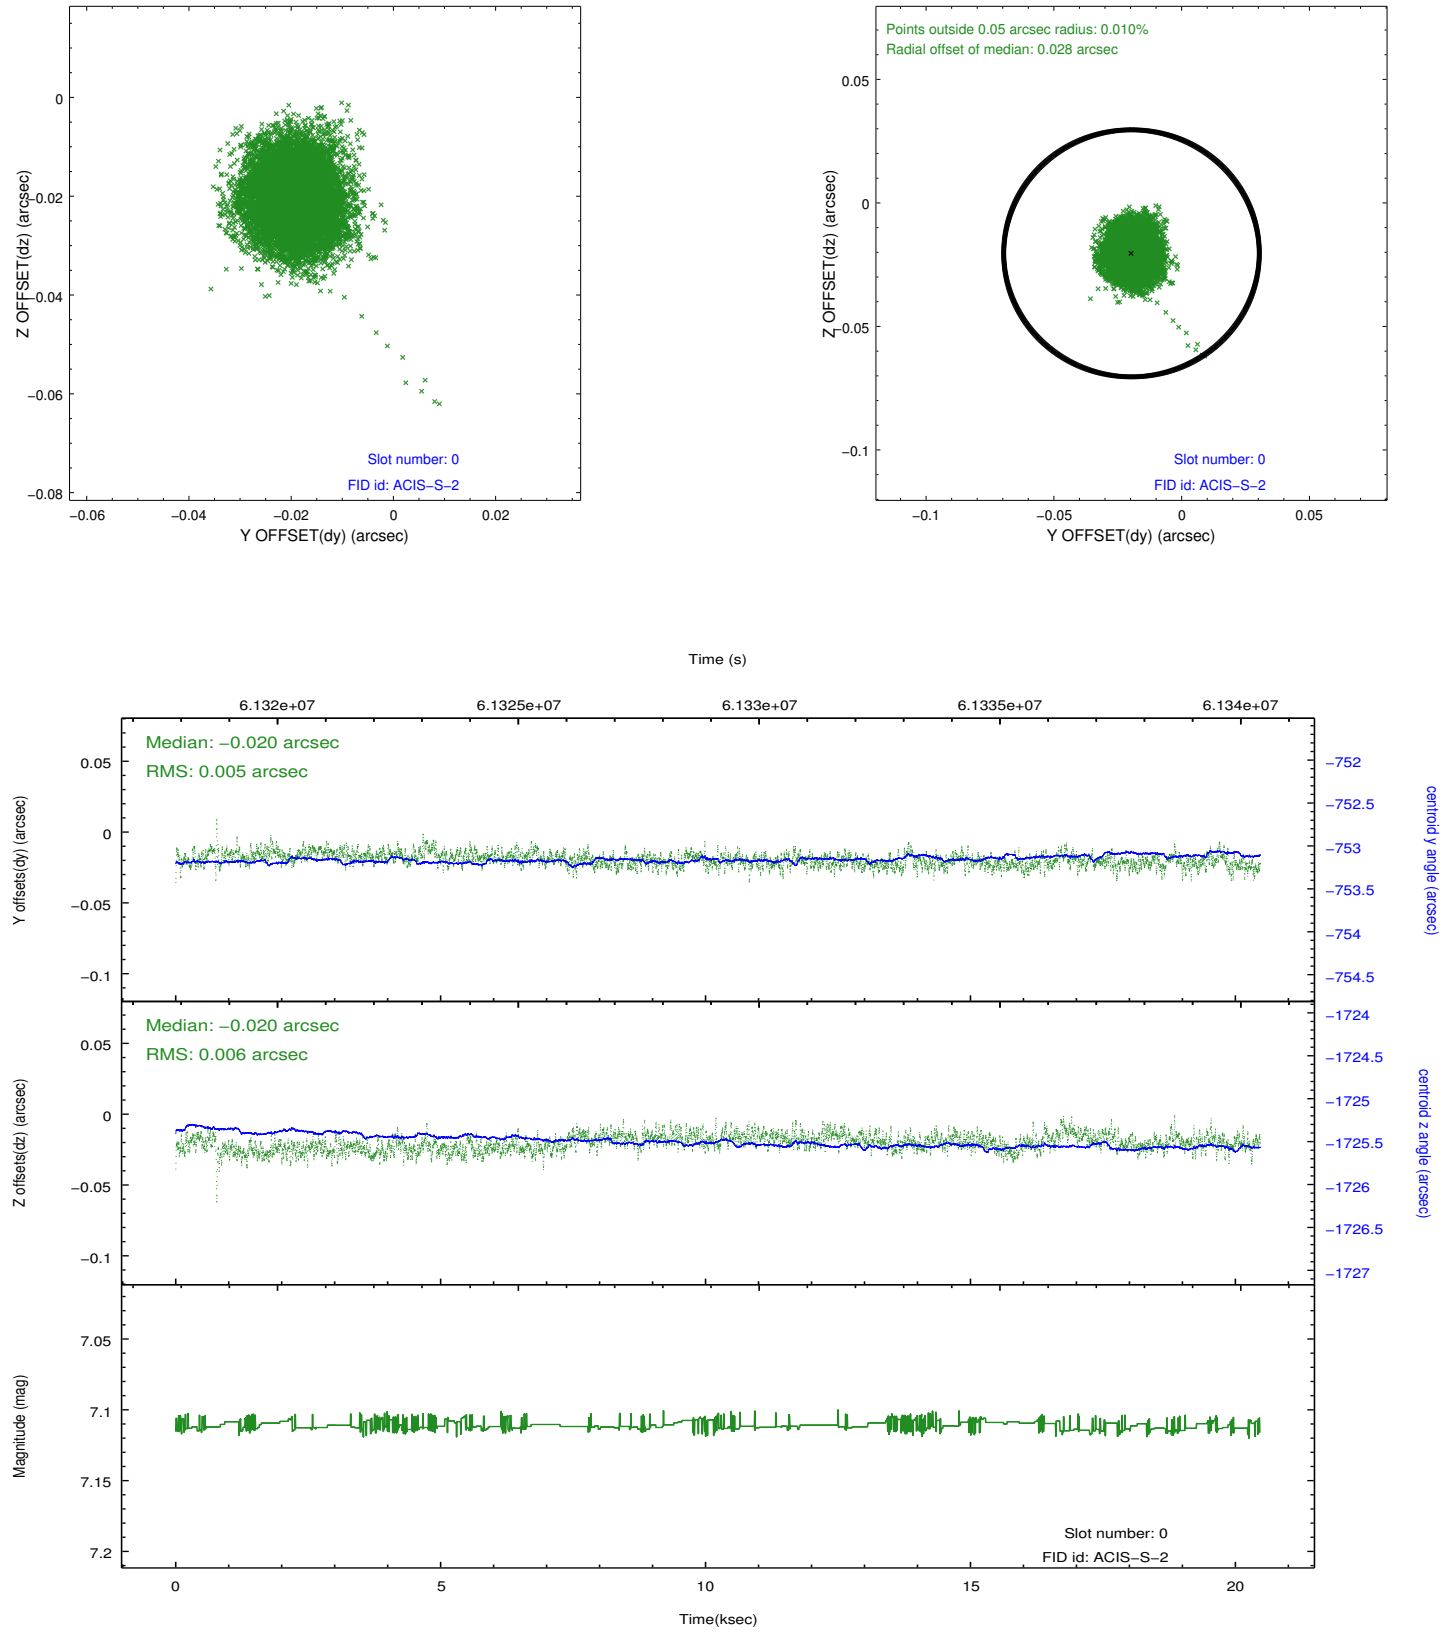 0
−0.02
−0.04
−0.06
−0.08
Z OFFSET(dz) (arcsec)
Slot number: 0
FID id: ACIS−S−2
−0.06
−0.04
−0.02
0
0.02
Y OFFSET(dy) (arcsec)
Points outside 0.05 arcsec radius: 0.010%
Radial offset of median: 0.028 arcsec
0.05
0
−0.05
−0.1
Z OFFSET(dz) (arcsec)
Slot number: 0
FID id: ACIS−S−2
−0.1
−0.05
0
0.05
Y OFFSET(dy) (arcsec)
Time (s)
6.132e+07
6.1325e+07
6.133e+07
6.1335e+07
6.134e+07
Median: −0.020 arcsec
RMS: 0.005 arcsec
0.05
0
−0.05
−0.1
Y offsets(dy) (arcsec)
−752
−752.5
−753
−753.5
−754
−754.5
centroid y angle (arcsec)
Median: −0.020 arcsec
RMS: 0.006 arcsec
0.05
0
−0.05
−0.1
Z offsets(dz) (arcsec)
−1724
−1724.5
−1725
−1725.5
−1726
−1726.5
−1727
centroid z angle (arcsec)
7.05
7.1
7.15
7.2
Magnitude (mag)
Slot number: 0
FID id: ACIS−S−2
0
5
10
15
20
Time(ksec)